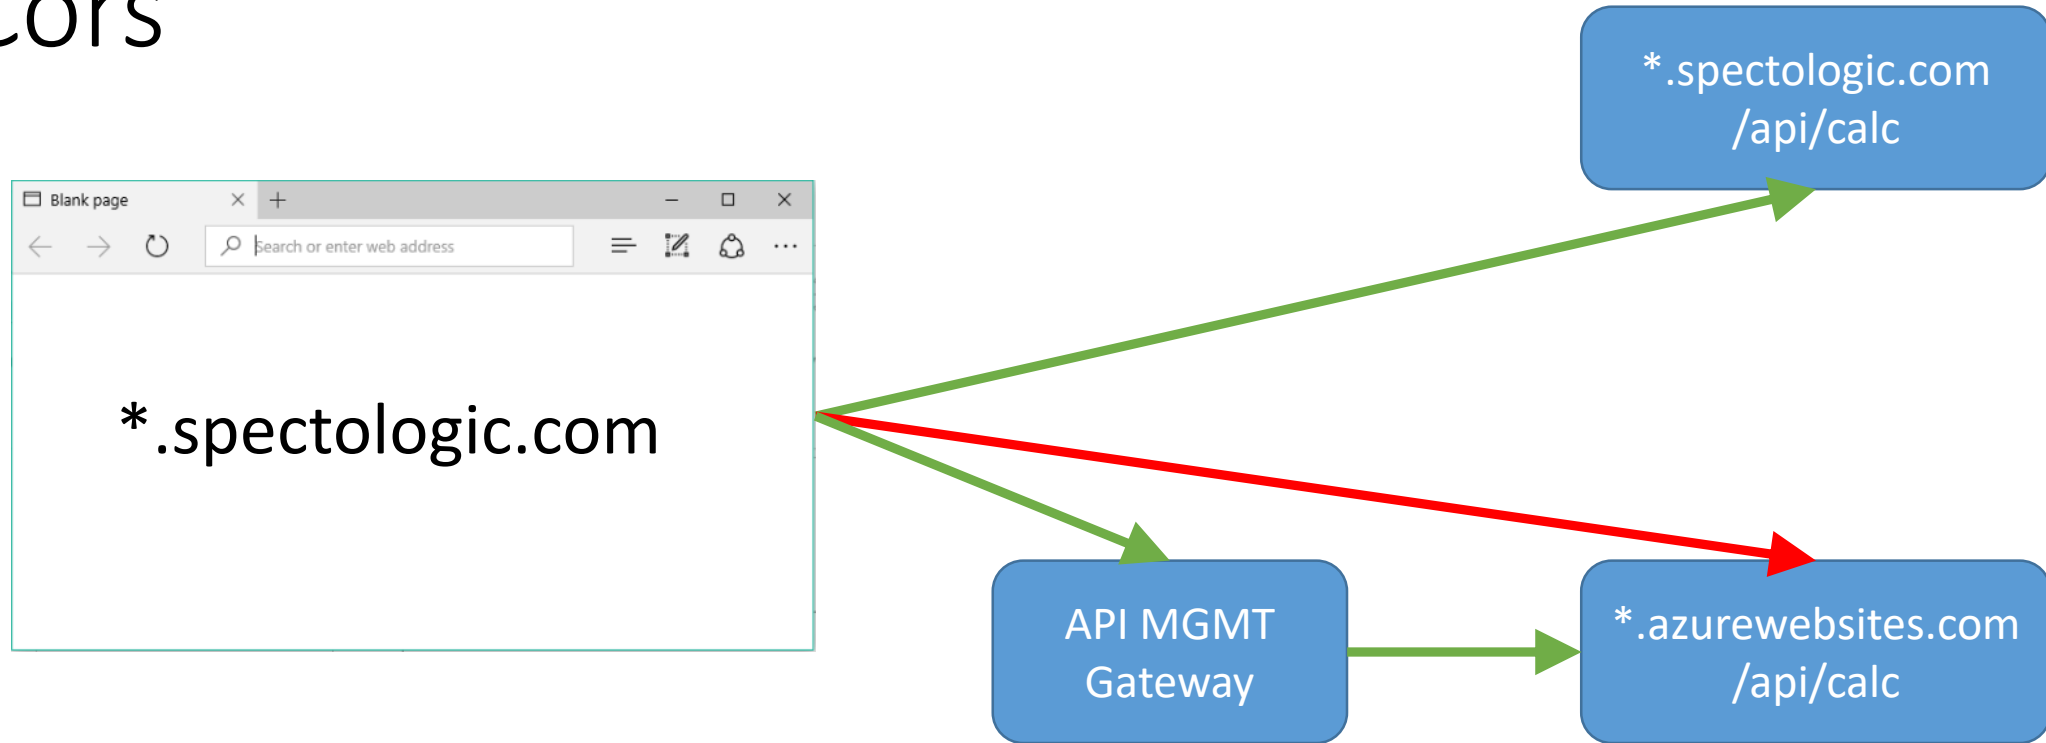 cors
Blank page
Search or enter web address
*.spectologic.com
*.spectologic.com
/api/calc
API MGMT
Gateway
*.azurewebsites.com
/api/calc